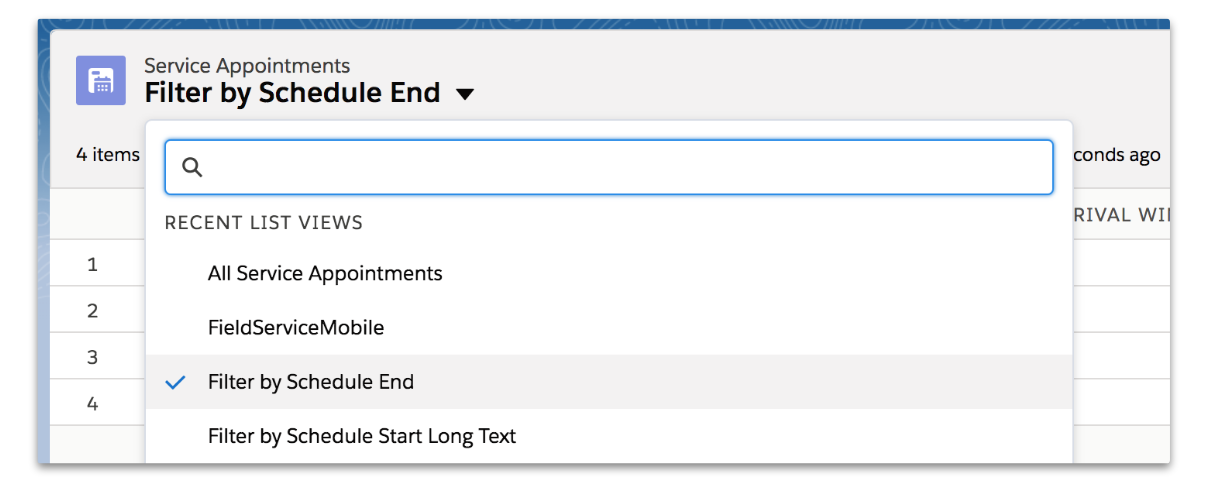 Service Appointments
Filter by Schedule End
4 items
conds ago
RECENT LIST VIEWS
RIVAL WI
1
All Service Appointments
2
FieldServiceMobile
3
Filter by Schedule End
4
Filter by Schedule Start Long Text